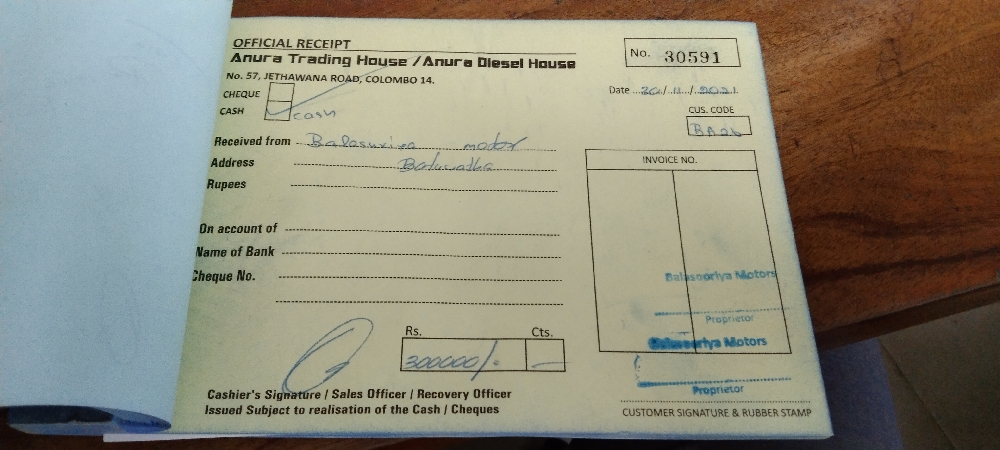 OFFICIAL RECEIPT
Anura Trading House / Anura Diesel House
No. 57, JETHAWANA ROAD, COLOMBO 14.
No. 30591
CHEQUE
CASH cash
Date 30/11/2021
CUS. CODE
BA26
Received from Balasuriya motor
Address
Rupees
INVOICE NO.
On account of
Name of Bank
Cheque No.
Balasooriya Motors
Proprietor
Balasooriya Motors
Proprietor
Rs. Cts.
300000/- —
Cashier's Signature / Sales Officer / Recovery Officer
Issued Subject to realisation of the Cash / Cheques
CUSTOMER SIGNATURE & RUBBER STAMP